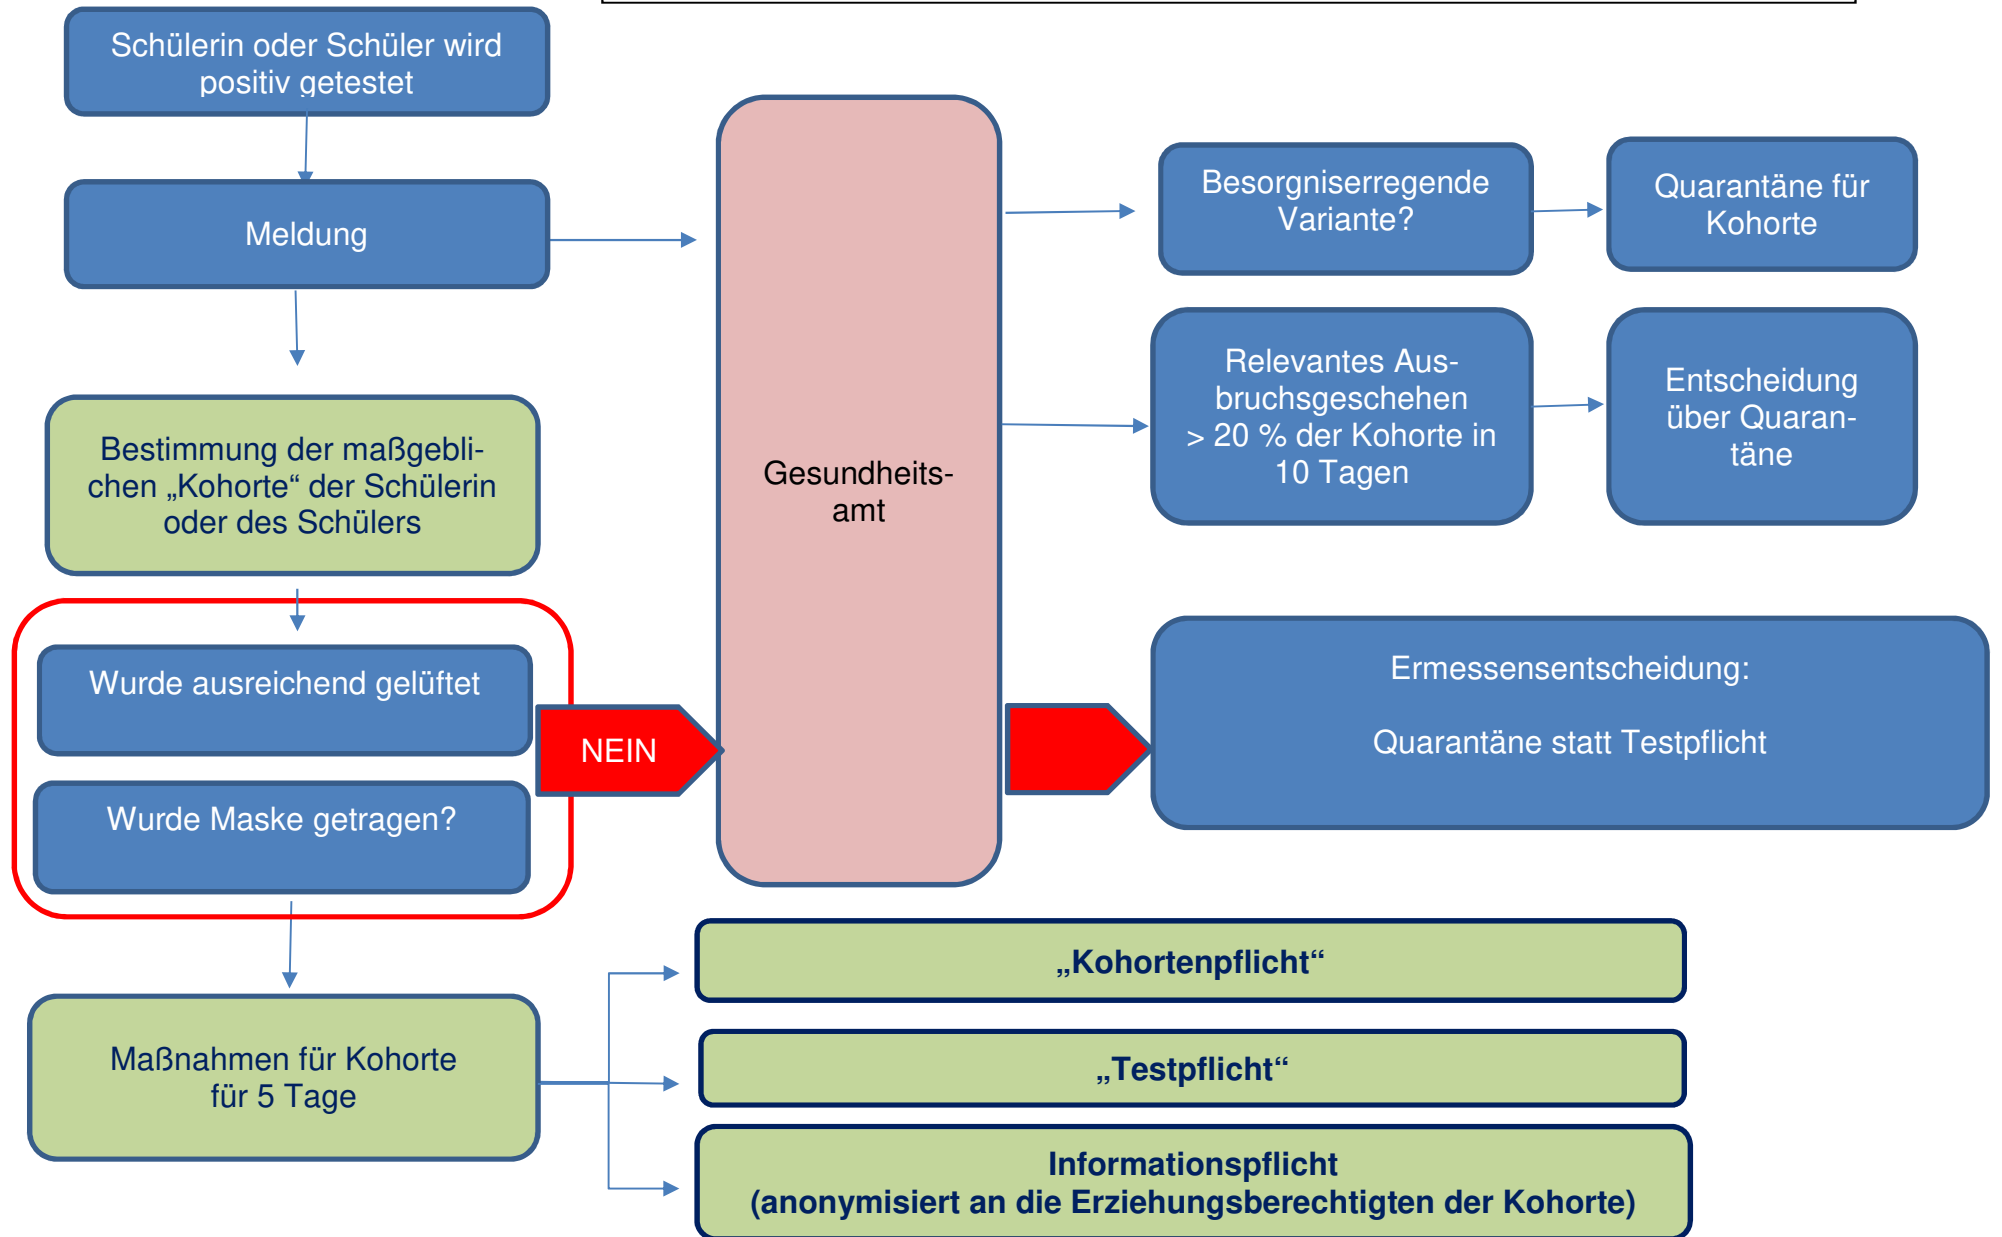 Schülerin oder Schüler wird
positiv getestet
Meldung
Bestimmung der maßgebli-
chen „Kohorte“ der Schülerin
oder des Schülers
Wurde ausreichend gelüftet
Wurde Maske getragen?
NEIN
Maßnahmen für Kohorte
für 5 Tage
Gesundheits-
amt
Besorgniserregende
Variante?
Quarantäne für
Kohorte
Relevantes Aus-
bruchsgeschehen
> 20 % der Kohorte in
10 Tagen
Entscheidung
über Quaran-
täne
Ermessensentscheidung:
Quarantäne statt Testpflicht
„Kohortenpflicht“
„Testpflicht“
Informationspflicht
(anonymisiert an die Erziehungsberechtigten der Kohorte)